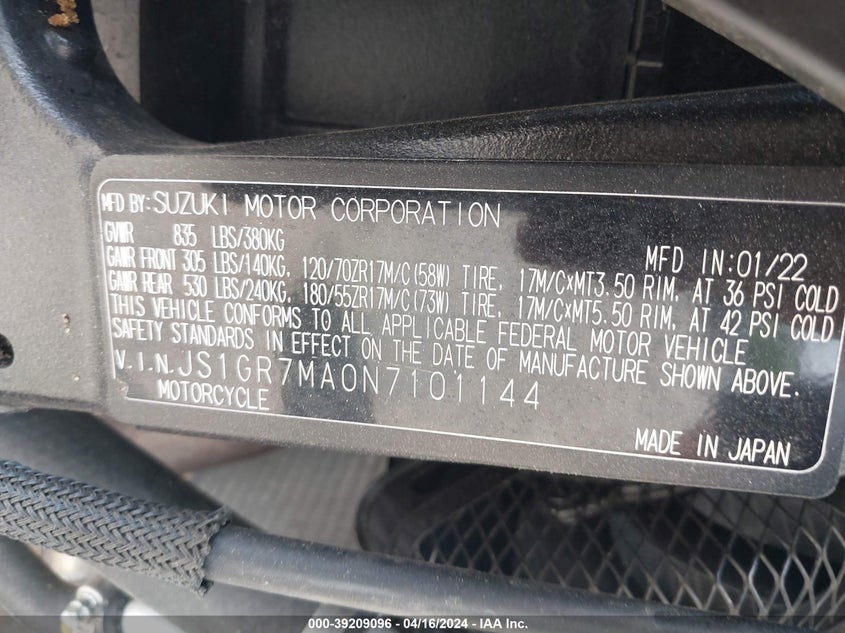 MFD BY: SUZUKI MOTOR CORPORATION
GVWR 835 LBS/380KG MFD IN: 01/22
GAWR FRONT 305 LBS/140KG, 120/70ZR17M/C (58W) TIRE, 17M/C×MT3.50 RIM, AT 36 PSI COLD
GAWR REAR 530 LBS/240KG, 180/55ZR17M/C (73W) TIRE, 17M/C×MT5.50 RIM, AT 42 PSI COLD
THIS VEHICLE CONFORMS TO ALL APPLICABLE FEDERAL MOTOR VEHICLE
SAFETY STANDARDS IN EFFECT ON THE DATE OF MANUFACTURE SHOWN ABOVE.
V.I.N. JS1GR7MA0N7101144
MOTORCYCLE
MADE IN JAPAN
000-39209096 - 04/16/2024 - IAA Inc.